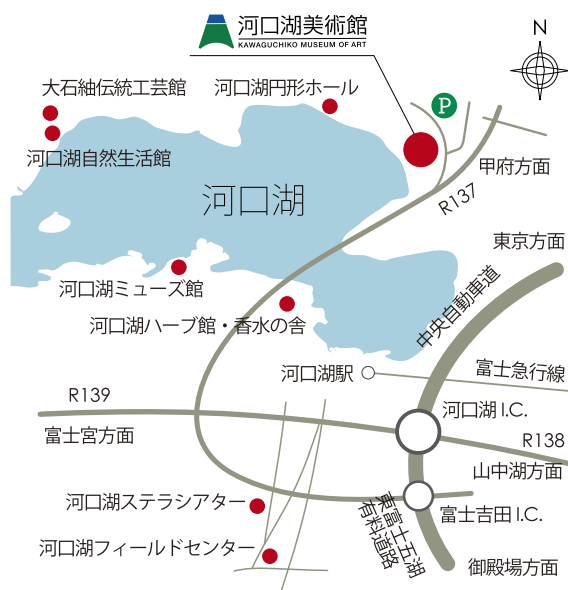 河口湖美術館
KAWAGUCHIKO MUSEUM OF ART
N
大石紬伝統工芸館
河口湖円形ホール
P
河口湖自然生活館
甲府方面
河口湖
R137
東京方面
河口湖ミューズ館
中央自動車道
河口湖ハーブ館・香水の舎
河口湖駅
富士急行線
R139
河口湖 I.C.
富士宮方面
R138
山中湖方面
河口湖ステラシアター
東富士五湖
有料道路
富士吉田 I.C.
河口湖フィールドセンター
御殿場方面